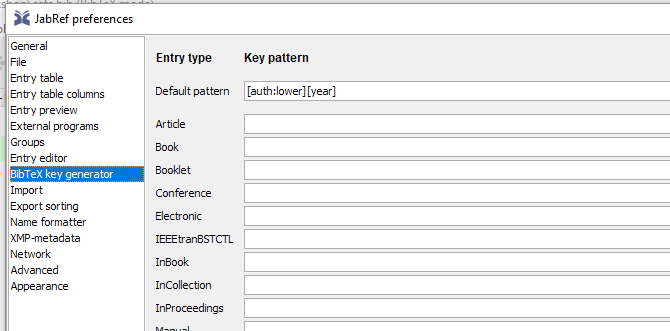 JabRef preferences
General
File
Entry table
Entry table columns
Entry preview
External programs
Groups
Entry editor
BibTeX key generator
Import
Export sorting
Name formatter
XMP-metadata
Network
Advanced
Appearance
Entry type Key pattern
Default pattern [auth:lower][year]
Article
Book
Booklet
Conference
Electronic
IEEEtranBSTCTL
InBook
InCollection
InProceedings